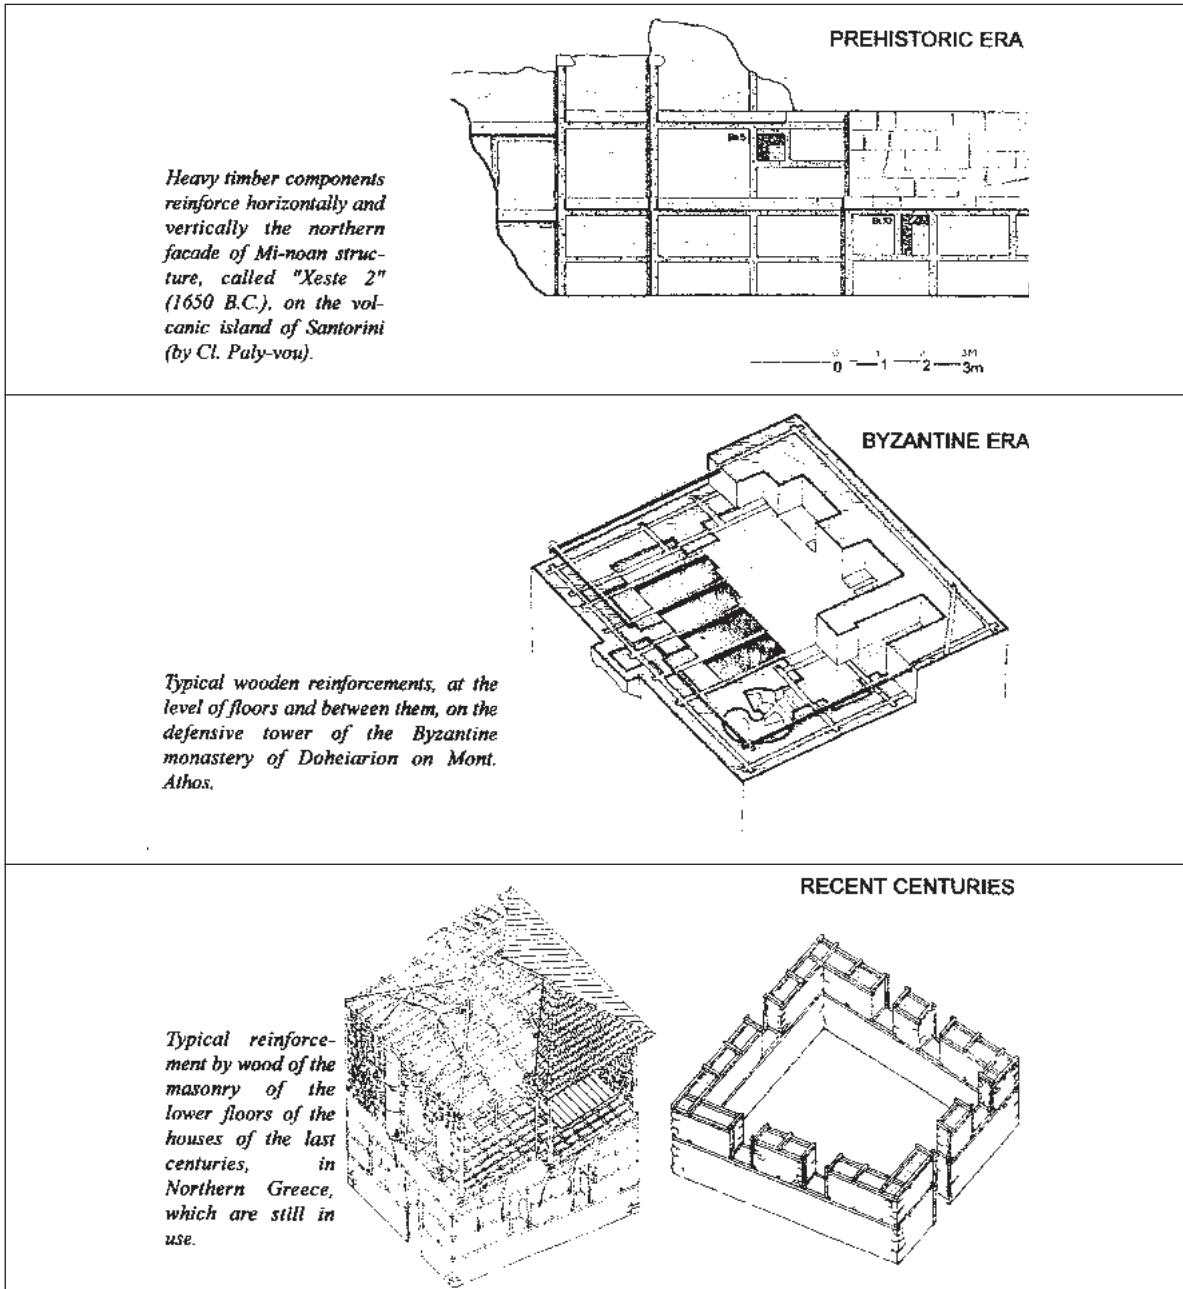 PREHISTORIC ERA
Heavy timber components
reinforce horizontally and
vertically the northern
facade of Mi-noan struc-
ture, called "Xeste 2"
(1650 B.C.), on the vol-
canic island of Santorini
(by Cl. Paly-vou).
3M
0 1 2 3m
BYZANTINE ERA
Typical wooden reinforcements, at the
level of floors and between them, on the
defensive tower of the Byzantine
monastery of Doheiarion on Mont.
Athos.
RECENT CENTURIES
Typical reinforce-
ment by wood of the
masonry of the
lower floors of the
houses of the last
centuries, in
Northern Greece,
which are still in
use.